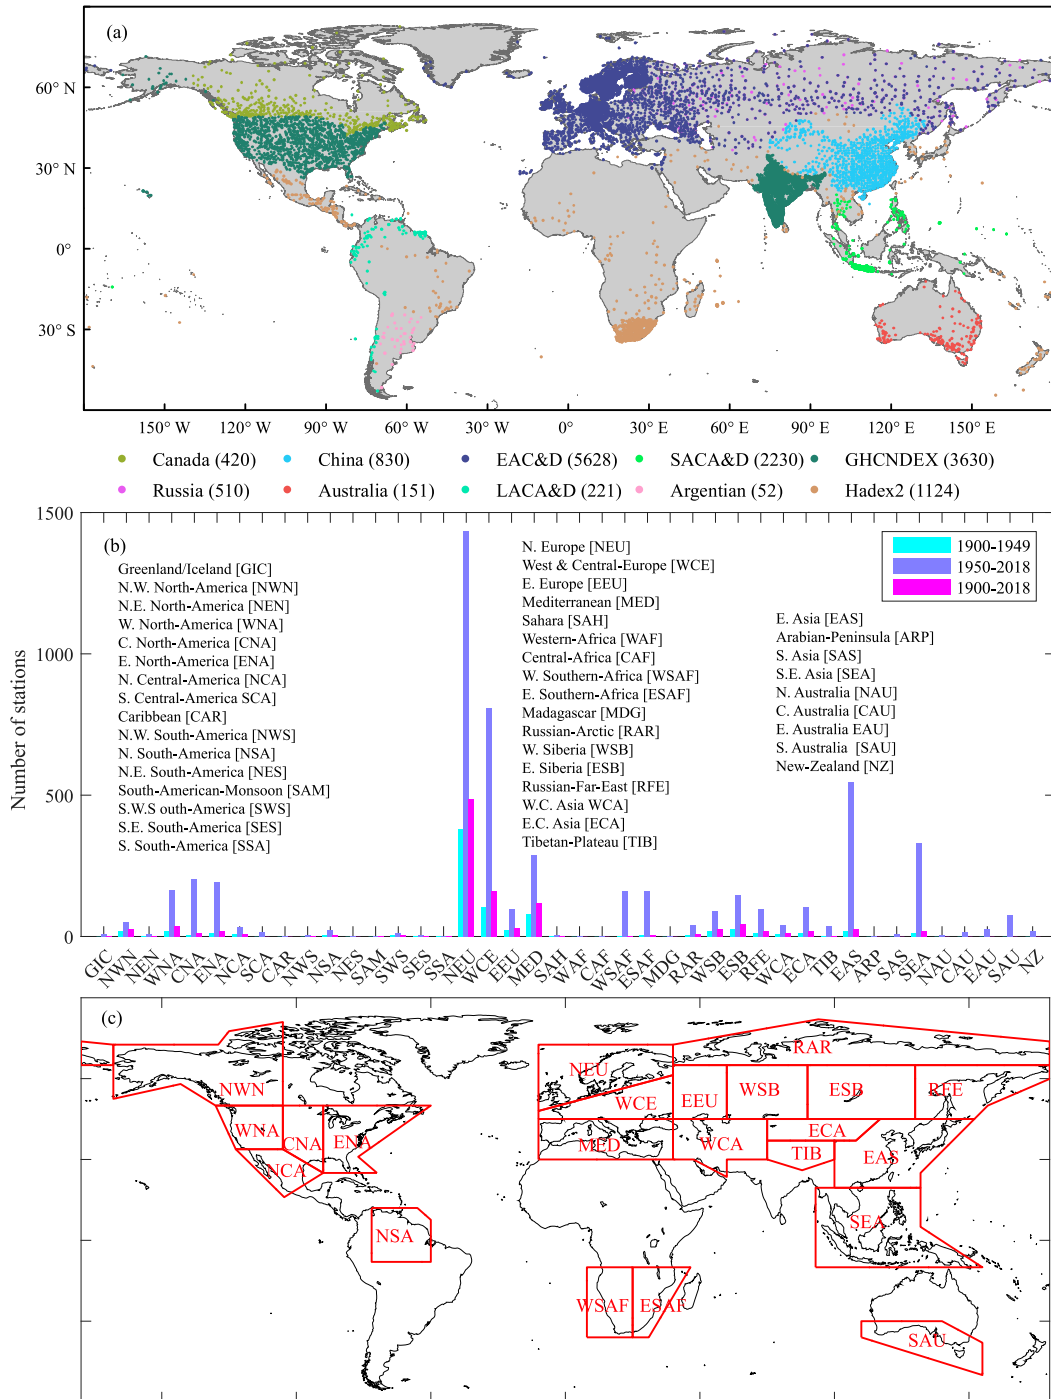 (a)
60° N
30° N
0°
30° S
150° W
120° W
90° W
60° W
30° W
0°
30° E
60° E
90° E
120° E
150° E
Canada (420)
China (830)
EAC&D (5628)
SACA&D (2230)
GHCNDEX (3630)
Russia (510)
Australia (151)
LACA&D (221)
Argentian (52)
Hadex2 (1124)
(b)
Number of stations
1500
1000
500
0
1900-1949
1950-2018
1900-2018
Greenland/Iceland [GIC]
N.W. North-America [NWN]
N.E. North-America [NEN]
W. North-America [WNA]
C. North-America [CNA]
E. North-America [ENA]
N. Central-America [NCA]
S. Central-America SCA]
Caribbean [CAR]
N.W. South-America [NWS]
N. South-America [NSA]
N.E. South-America [NES]
South-American-Monsoon [SAM]
S.W.S outh-America [SWS]
S.E. South-America [SES]
S. South-America [SSA]
N. Europe [NEU]
West & Central-Europe [WCE]
E. Europe [EEU]
Mediterranean [MED]
Sahara [SAH]
Western-Africa [WAF]
Central-Africa [CAF]
W. Southern-Africa [WSAF]
E. Southern-Africa [ESAF]
Madagascar [MDG]
Russian-Arctic [RAR]
W. Siberia [WSB]
E. Siberia [ESB]
Russian-Far-East [RFE]
W.C. Asia WCA]
E.C. Asia [ECA]
Tibetan-Plateau [TIB]
E. Asia [EAS]
Arabian-Peninsula [ARP]
S. Asia [SAS]
S.E. Asia [SEA]
N. Australia [NAU]
C. Australia [CAU]
E. Australia EAU]
S. Australia [SAU]
New-Zealand [NZ]
GIC
NWN
NEN
WNA
CNA
ENA
NCA
SCA
CAR
NWS
NSA
NES
SAM
SWS
SES
SSA
NEU
WCE
EEU
MED
SAH
WAF
CAF
WSAF
ESAF
MDG
RAR
WSB
ESB
RFE
WCA
ECA
TIB
EAS
ARP
SAS
SEA
NAU
CAU
EAU
SAU
NZ
(c)
RAR
NEU
NWN
WSB
ESB
RFE
WCE
EEU
WNA
CNA
ENA
ECA
MED
WCA
TIB
EAS
NCA
SEA
NSA
WSAF
ESAF
SAU